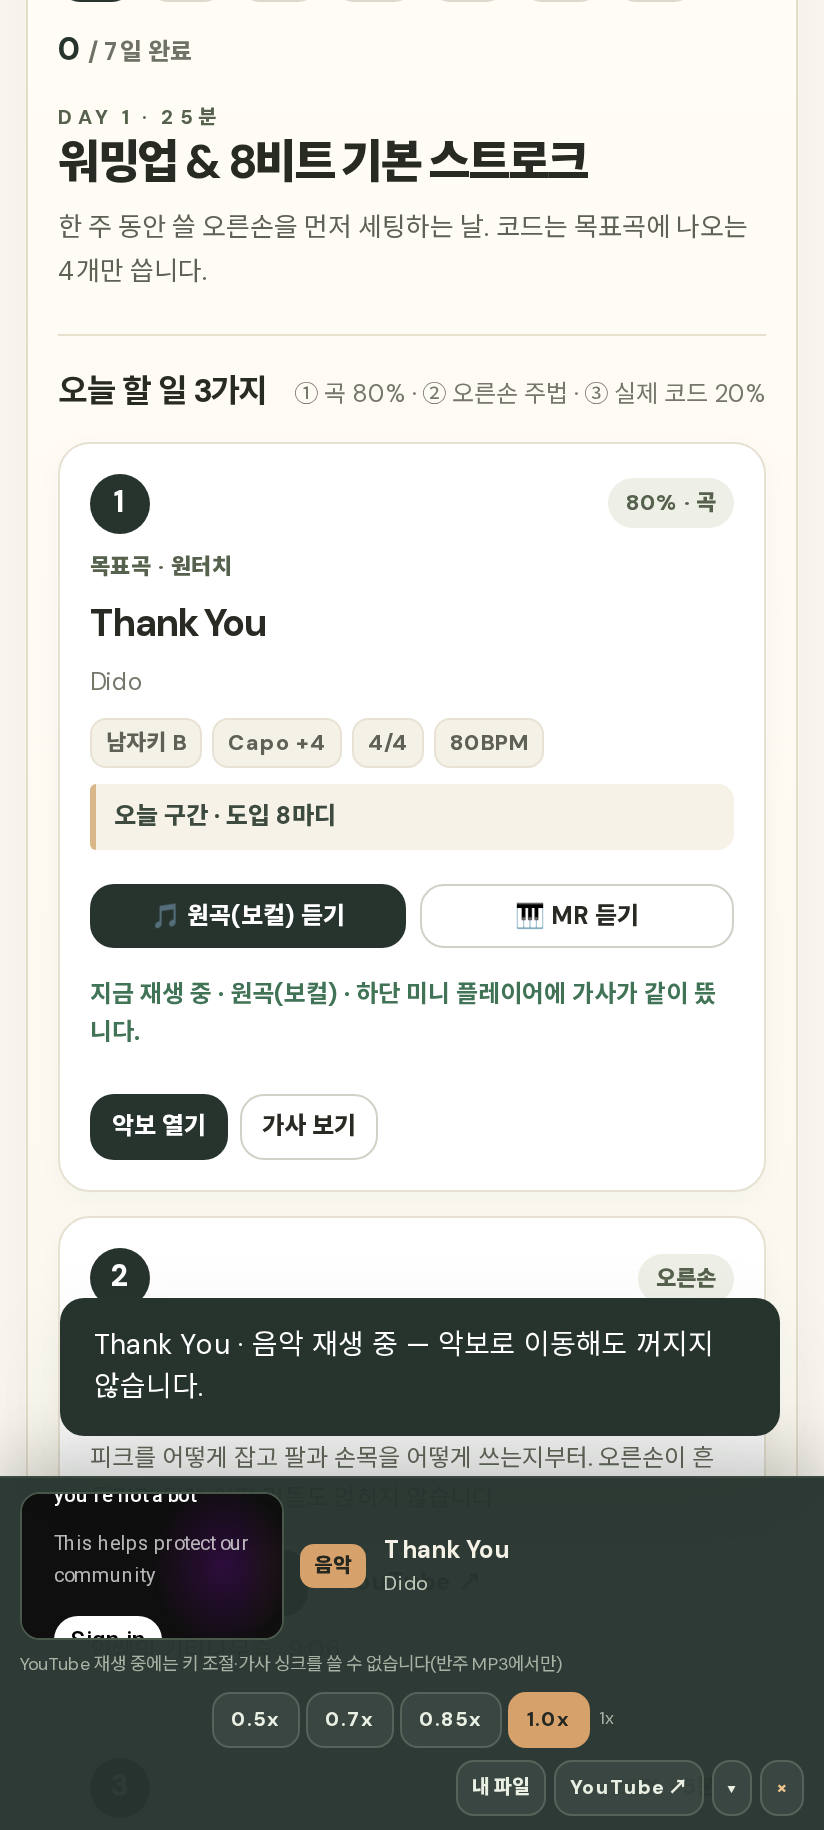 0 / 7일 완료
DAY 1 · 25분
워밍업 & 8비트 기본 스트로크
한 주 동안 쓸 오른손을 먼저 세팅하는 날. 코드는 목표곡에 나오는
4개만 씁니다.
오늘 할 일 3가지 ① 곡 80% · ② 오른손 주법 · ③ 실제 코드 20%
1 80% · 곡
목표곡 · 원터치
Thank You
Dido
남자키 B Capo +4 4/4 80BPM
오늘 구간 · 도입 8마디
🎵 원곡(보컬) 듣기 🎹 MR 듣기
지금 재생 중 · 원곡(보컬) · 하단 미니 플레이어에 가사가 같이 뜼
니다.
악보 열기 가사 보기
2 오른손
Thank You · 음악 재생 중 — 악보로 이동해도 꺼지지
않습니다.
피크를 어떻게 잡고 팔과 손목을 어떻게 쓰는지부터. 오른손이 흔
you're not a bot
This helps protect our
community
Sign in
음악 Thank You
Dido
YouTube 재생 중에는 키 조절·가사 싱크를 쓸 수 없습니다(반주 MP3에서만)
0.5x 0.7x 0.85x 1.0x 1x
3
내 파일 YouTube ↗ ▾ ×